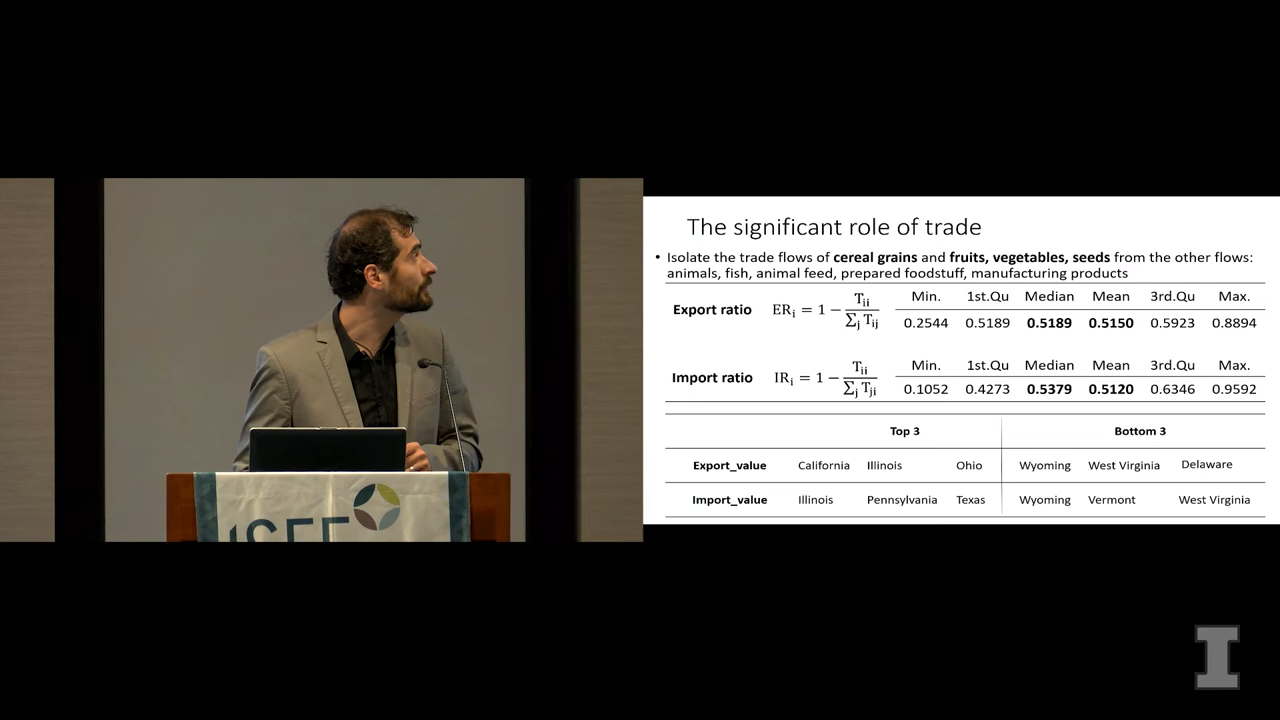 The significant role of trade
• Isolate the trade flows of cereal grains and fruits, vegetables, seeds from the other flows:
animals, fish, animal feed, prepared foodstuff, manufacturing products
Export ratio ERᵢ = 1 − Tᵢᵢ / ∑ⱼ Tᵢⱼ
Min. 1st.Qu Median Mean 3rd.Qu Max.
0.2544 0.5189 0.5189 0.5150 0.5923 0.8894
Import ratio IRᵢ = 1 − Tᵢᵢ / ∑ⱼ Tⱼᵢ
Min. 1st.Qu Median Mean 3rd.Qu Max.
0.1052 0.4273 0.5379 0.5120 0.6346 0.9592
Top 3 Bottom 3
Export_value California Illinois Ohio Wyoming West Virginia Delaware
Import_value Illinois Pennsylvania Texas Wyoming Vermont West Virginia
I